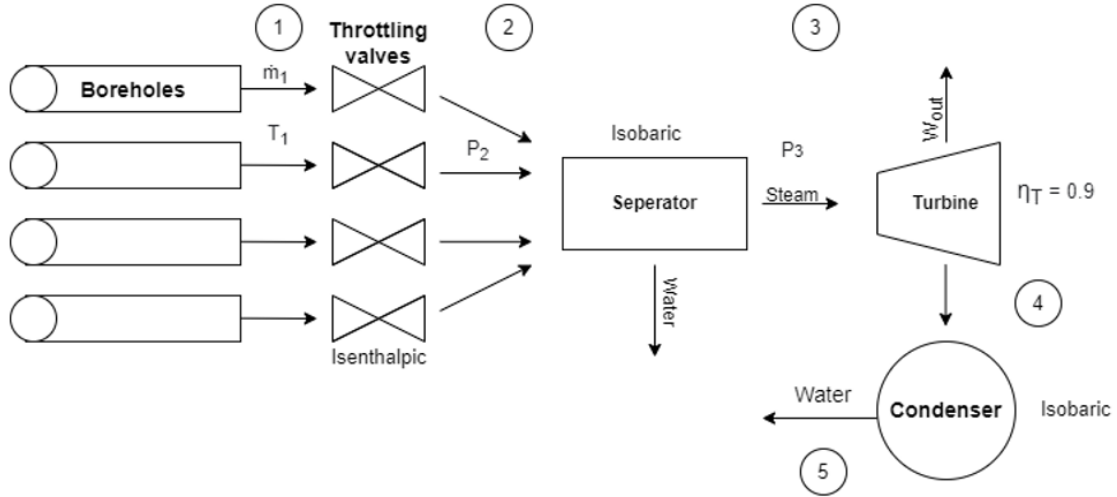 1
Throttling
valves
2
3
Boreholes
ṁ₁
T₁
P₂
Isobaric
P₃
Wout
Seperator
Steam
Turbine
ηT = 0.9
Isenthalpic
Water
4
Water
Condenser
Isobaric
5